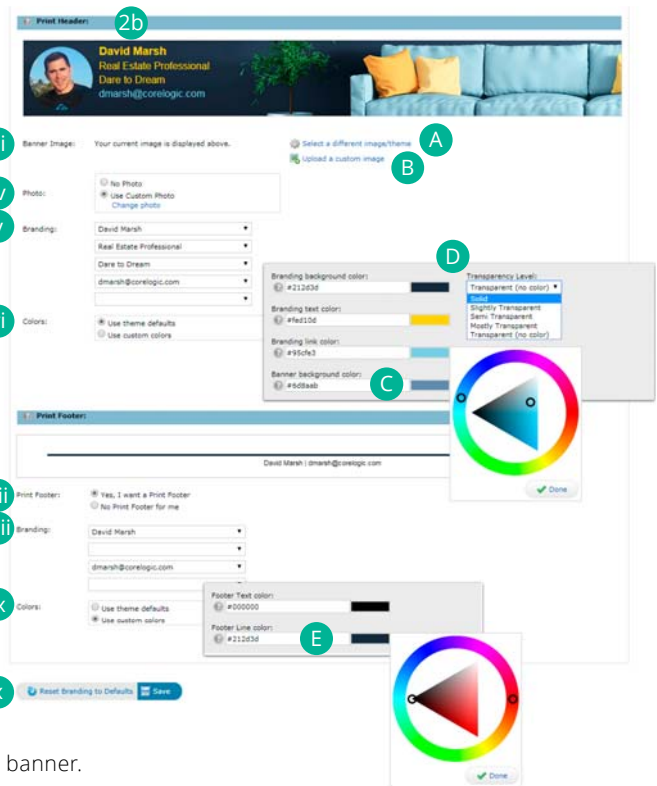 2b
Print Header:
David Marsh
Real Estate Professional
Dare to Dream
dmarsh@corelogic.com
i
Banner Image:
Your current image is displayed above.
Select a different image/theme
A
Upload a custom image
B
v
Photo:
No Photo
Use Custom Photo
Change photo
v
Branding:
David Marsh
Real Estate Professional
Dare to Dream
dmarsh@corelogic.com
i
Colors:
Use theme defaults
Use custom colors
D
Branding background color:
#212d3d
Transparency Level:
Transparent (no color)
Solid
Slightly Transparent
Semi Transparent
Mostly Transparent
Transparent (no color)
Branding text color:
#fed10d
Branding link color:
#95cfe3
Banner background color:
#6d8aab
C
Done
Print Footer:
David Marsh | dmarsh@corelogic.com
ii
Print Footer:
Yes, I want a Print Footer
No Print Footer for me
ii
Branding:
David Marsh
dmarsh@corelogic.com
x
Colors:
Use theme defaults
Use custom colors
Footer Text color:
#000000
Footer Line color:
#212d3d
E
Done
x
Reset Branding to Defaults
Save
banner.